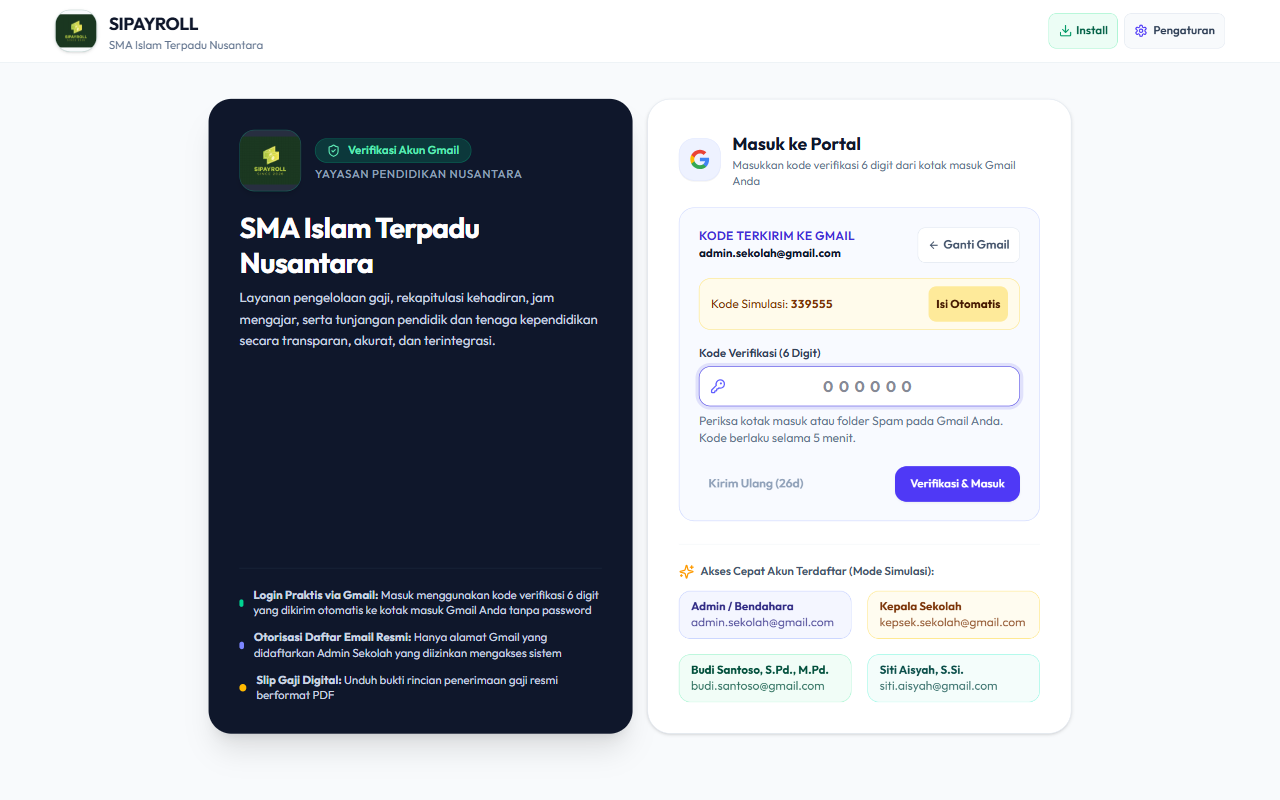 SIPAYROLL
SMA Islam Terpadu Nusantara
Install
Pengaturan
SIPAYROLL
Verifikasi Akun Gmail
YAYASAN PENDIDIKAN NUSANTARA
SMA Islam Terpadu
Nusantara
Layanan pengelolaan gaji, rekapitulasi kehadiran, jam
mengajar, serta tunjangan pendidik dan tenaga kependidikan
secara transparan, akurat, dan terintegrasi.
Login Praktis via Gmail: Masuk menggunakan kode verifikasi 6 digit
yang dikirim otomatis ke kotak masuk Gmail Anda tanpa password
Otorisasi Daftar Email Resmi: Hanya alamat Gmail yang
didaftarkan Admin Sekolah yang diizinkan mengakses sistem
Slip Gaji Digital: Unduh bukti rincian penerimaan gaji resmi
berformat PDF
Masuk ke Portal
Masukkan kode verifikasi 6 digit dari kotak masuk Gmail
Anda
KODE TERKIRIM KE GMAIL
admin.sekolah@gmail.com
← Ganti Gmail
Kode Simulasi: 339555
Isi Otomatis
Kode Verifikasi (6 Digit)
000000
Periksa kotak masuk atau folder Spam pada Gmail Anda.
Kode berlaku selama 5 menit.
Kirim Ulang (26d)
Verifikasi & Masuk
Akses Cepat Akun Terdaftar (Mode Simulasi):
Admin / Bendahara
admin.sekolah@gmail.com
Kepala Sekolah
kepsek.sekolah@gmail.com
Budi Santoso, S.Pd., M.Pd.
budi.santoso@gmail.com
Siti Aisyah, S.Si.
siti.aisyah@gmail.com